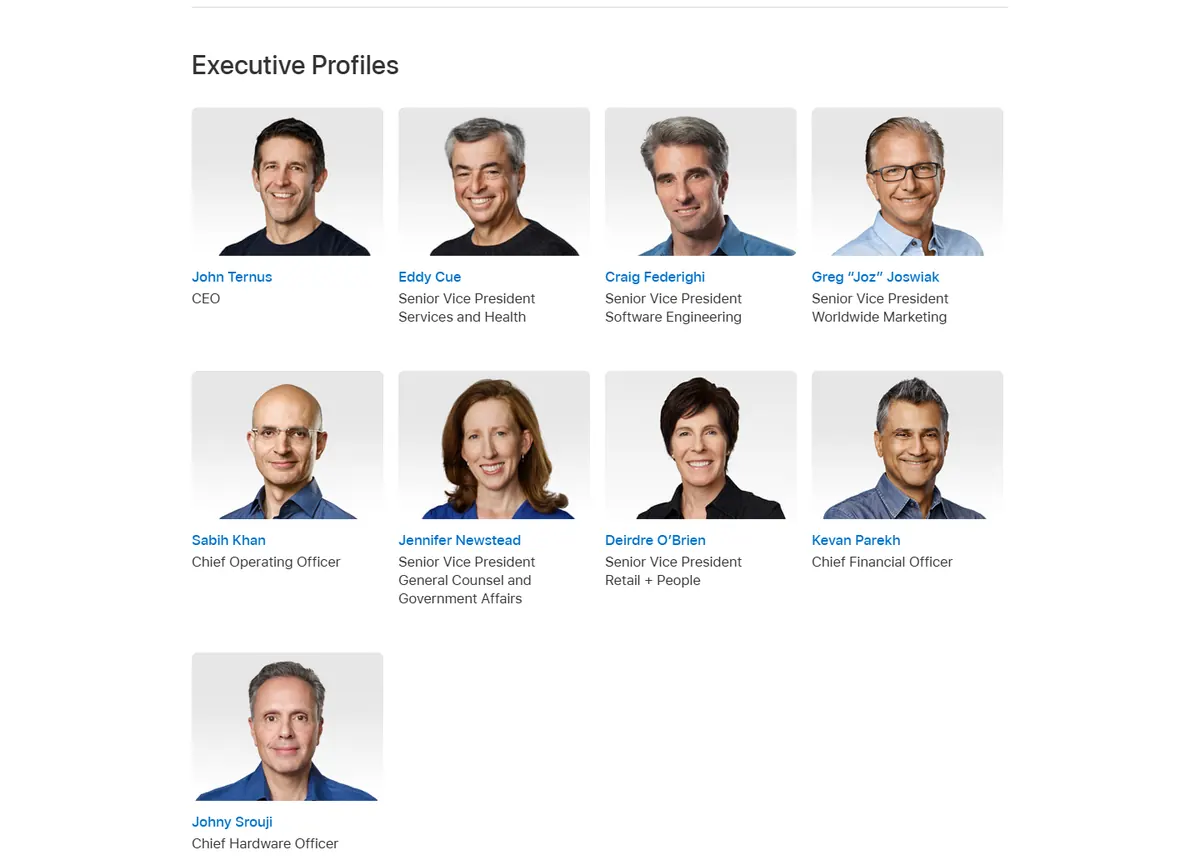 Executive Profiles
John Ternus
CEO
Eddy Cue
Senior Vice President
Services and Health
Craig Federighi
Senior Vice President
Software Engineering
Greg “Joz” Joswiak
Senior Vice President
Worldwide Marketing
Sabih Khan
Chief Operating Officer
Jennifer Newstead
Senior Vice President
General Counsel and
Government Affairs
Deirdre O’Brien
Senior Vice President
Retail + People
Kevan Parekh
Chief Financial Officer
Johny Srouji
Chief Hardware Officer